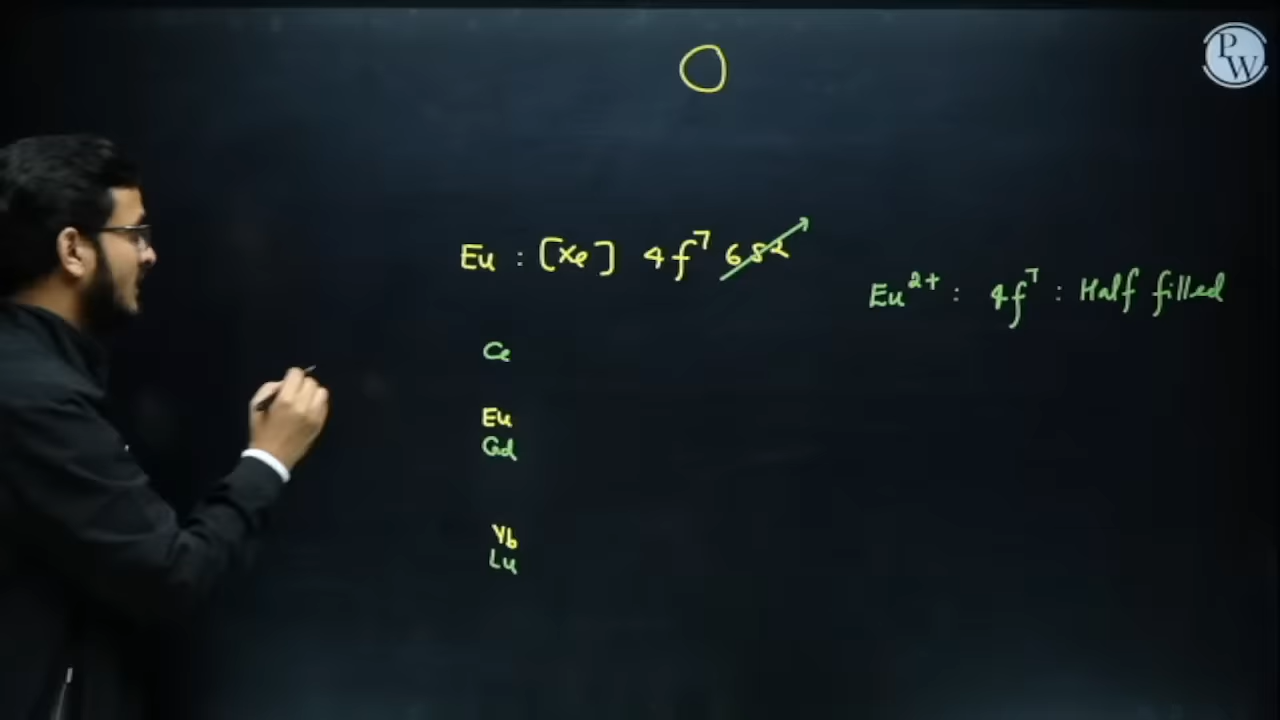 PW
Eu : [Xe] 4f⁷ 6s²
Eu²⁺ : 4f⁷ : Half filled
Ce
Eu
Gd
Yb
Lu